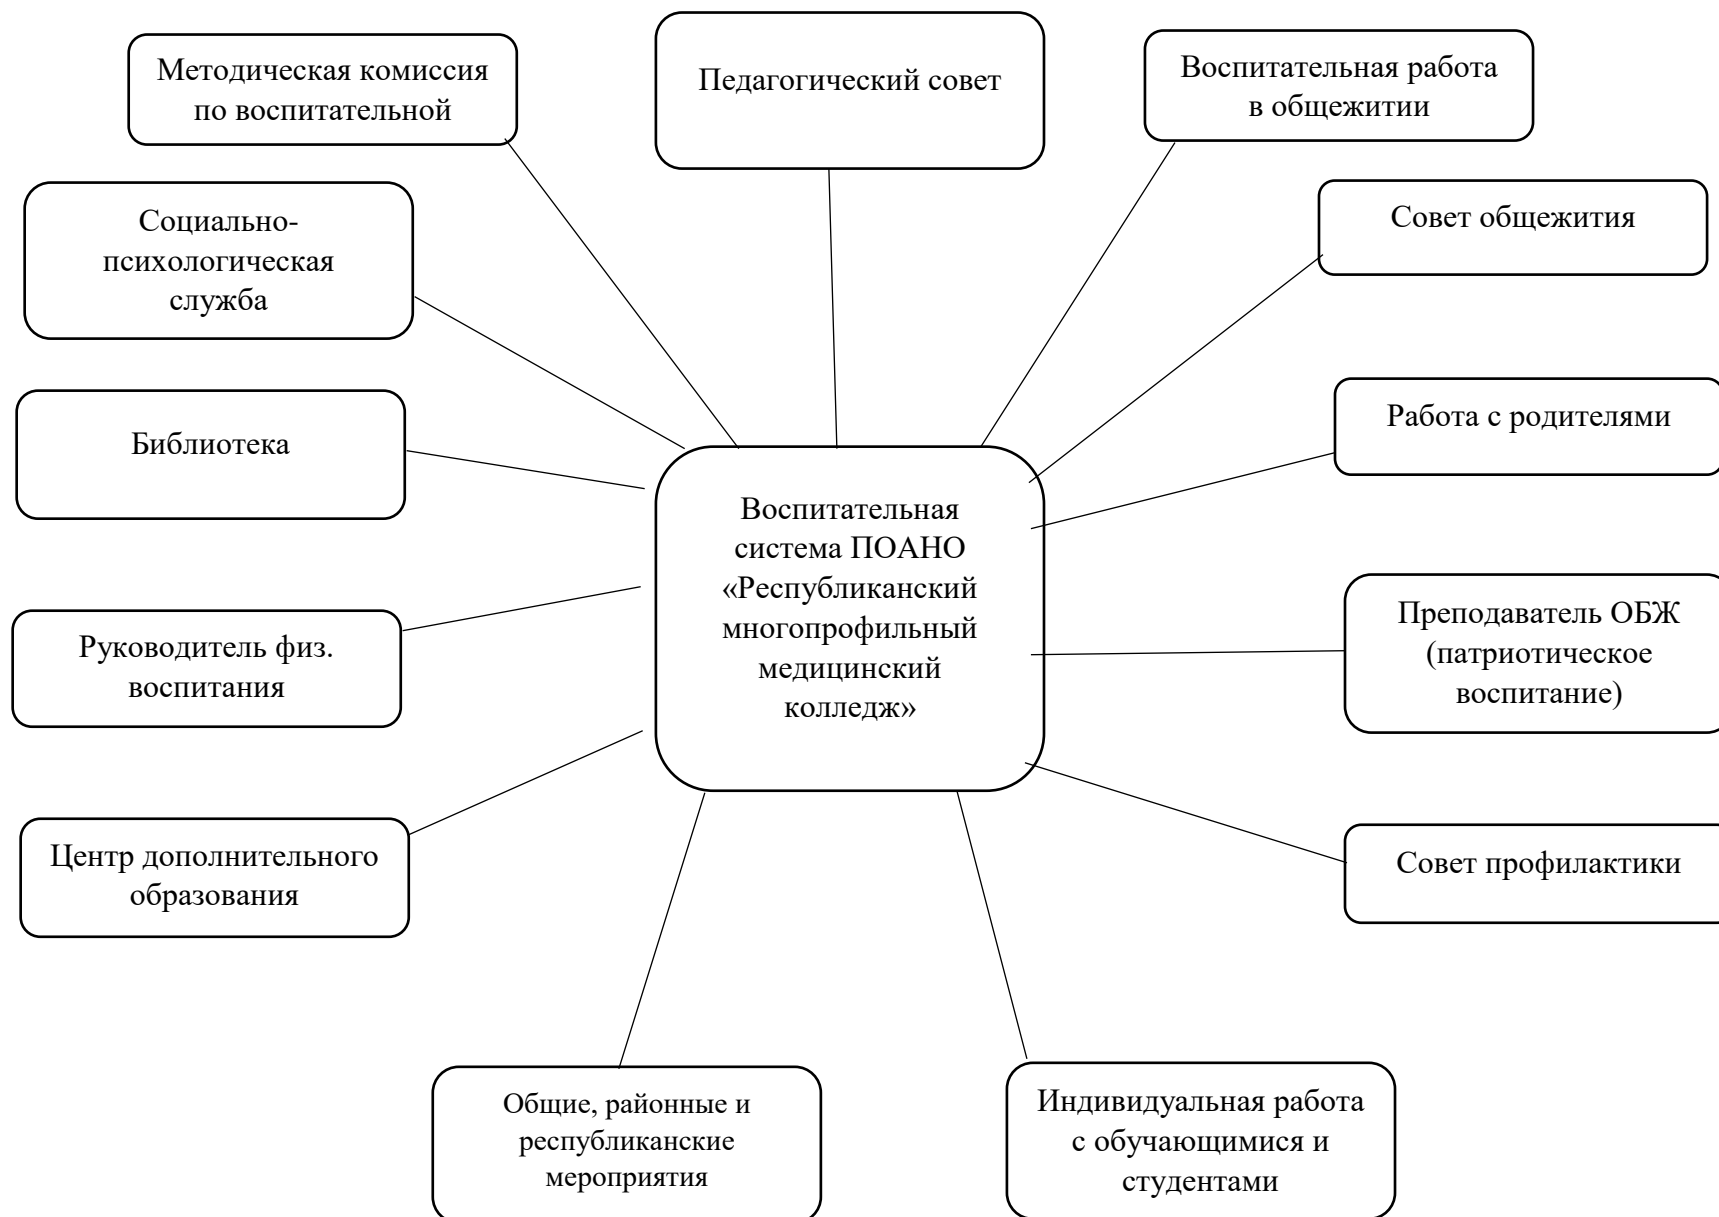 Методическая комиссия
по воспитательной
Педагогический совет
Воспитательная работа
в общежитии
Социально-
психологическая
служба
Совет общежития
Библиотека
Работа с родителями
Воспитательная
система ПОАНО
«Республиканский
многопрофильный
медицинский
колледж»
Руководитель физ.
воспитания
Преподаватель ОБЖ
(патриотическое
воспитание)
Центр дополнительного
образования
Совет профилактики
Общие, районные и
республиканские
мероприятия
Индивидуальная работа
с обучающимися и
студентами